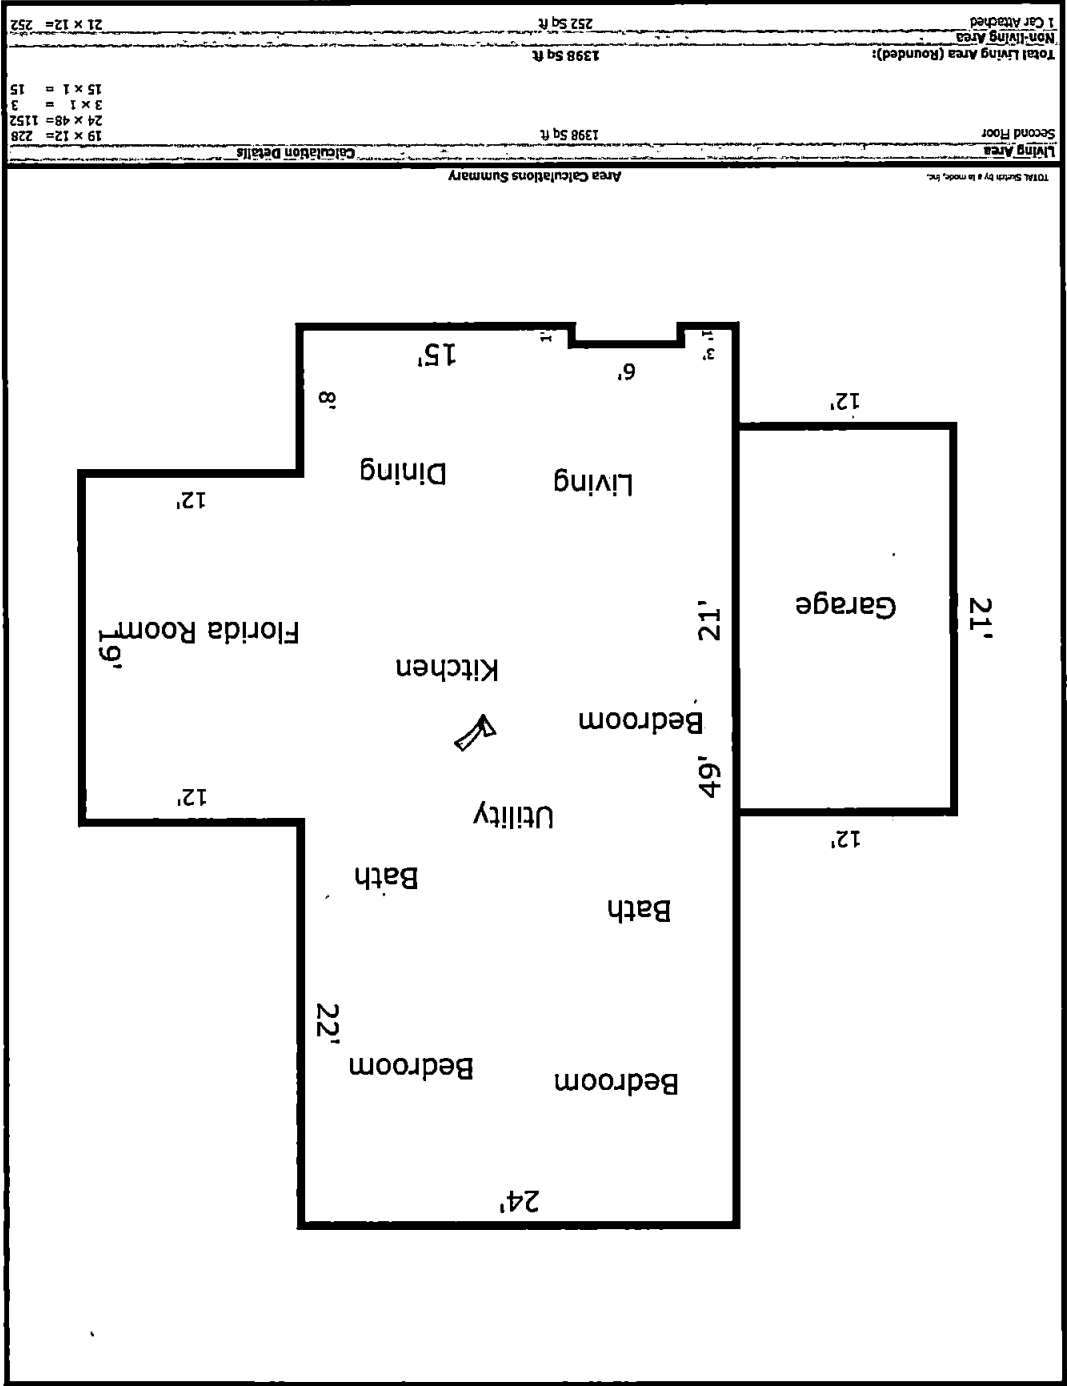 24'
Bedroom Bedroom
22'
Bath
Bath
12' Utility 12'
49'
Bedroom
Kitchen
21' Garage 21' Florida Room 19'
Living Dining
12' 12'
8'
3' 6' 15'
1' 1'
TOTAL Sketch by a la mode, inc. Area Calculations Summary
Living Area Calculation Details
Second Floor 1398 Sq ft 19 × 12= 228
24 × 48= 1152
3 × 1 = 3
15 × 1 = 15
Total Living Area (Rounded): 1398 Sq ft
Non-living Area
1 Car Attached 252 Sq ft 21 × 12= 252